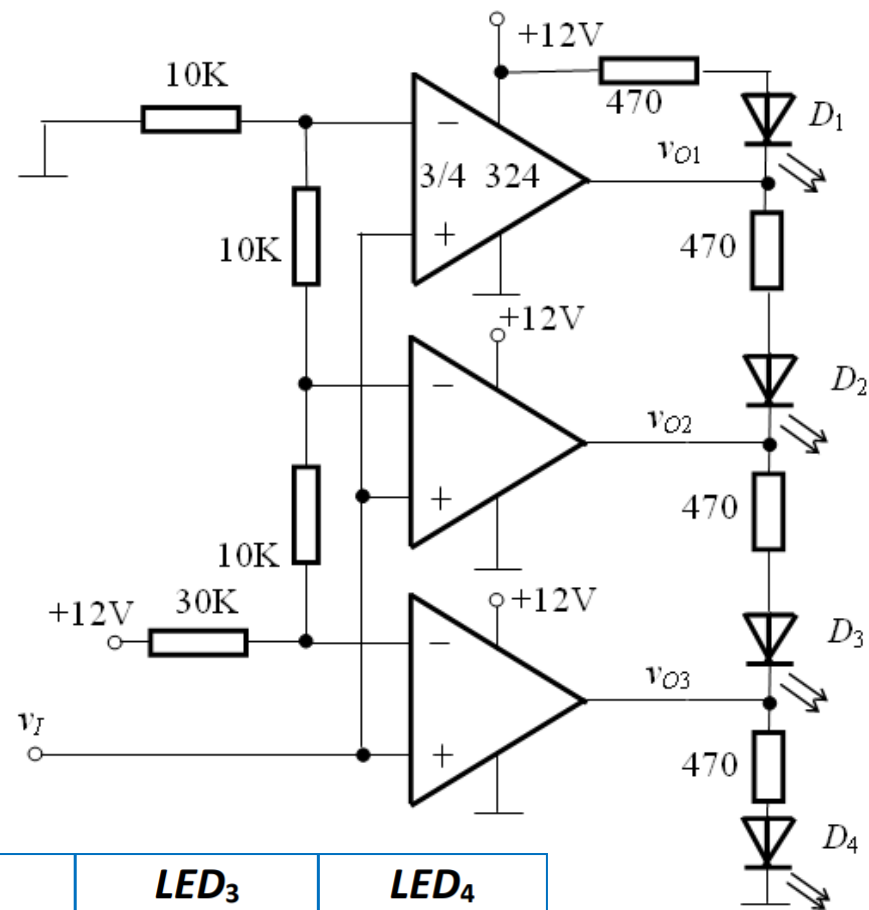 +12V
10K
470
D1
vO1
3/4 324
−
+
10K
470
+12V
D2
−
vO2
+
470
10K
+12V
30K
+12V
−
D3
vO3
vI
+
470
D4
LED3 LED4